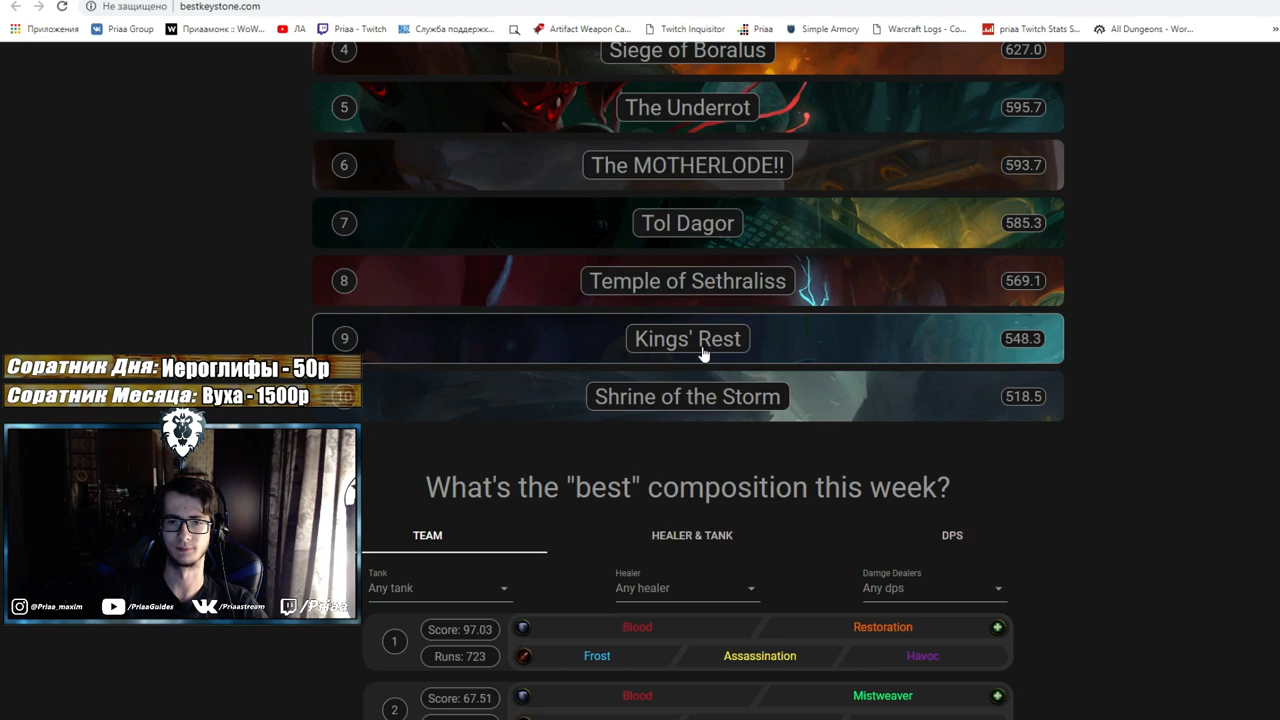 Не защищено bestkeystone.com
Приложения Priaa Group Приаамонк :: WoW... ЛА Priaa - Twitch Служба поддержк... Artifact Weapon Ca... Twitch Inquisitor Priaa Simple Armory Warcraft Logs - Co... priaa Twitch Stats S... All Dungeons - Wor... »
4 Siege of Boralus 627.0
5 The Underrot 595.7
6 The MOTHERLODE!! 593.7
7 Tol Dagor 585.3
8 Temple of Sethraliss 569.1
9 Kings' Rest 548.3
Соратник Дня: Иероглифы - 50р
Соратник Месяца: Вуха - 1500р
10 Shrine of the Storm 518.5
What's the "best" composition this week?
TEAM HEALER & TANK DPS
Tank Healer Damge Dealers
Any tank Any healer Any dps
1 Score: 97.03 Blood Restoration
Runs: 723 Frost Assassination Havoc
2 Score: 67.51 Blood Mistweaver
@Priaa_maxim /PriaaGuides /Priaastream /Priaa